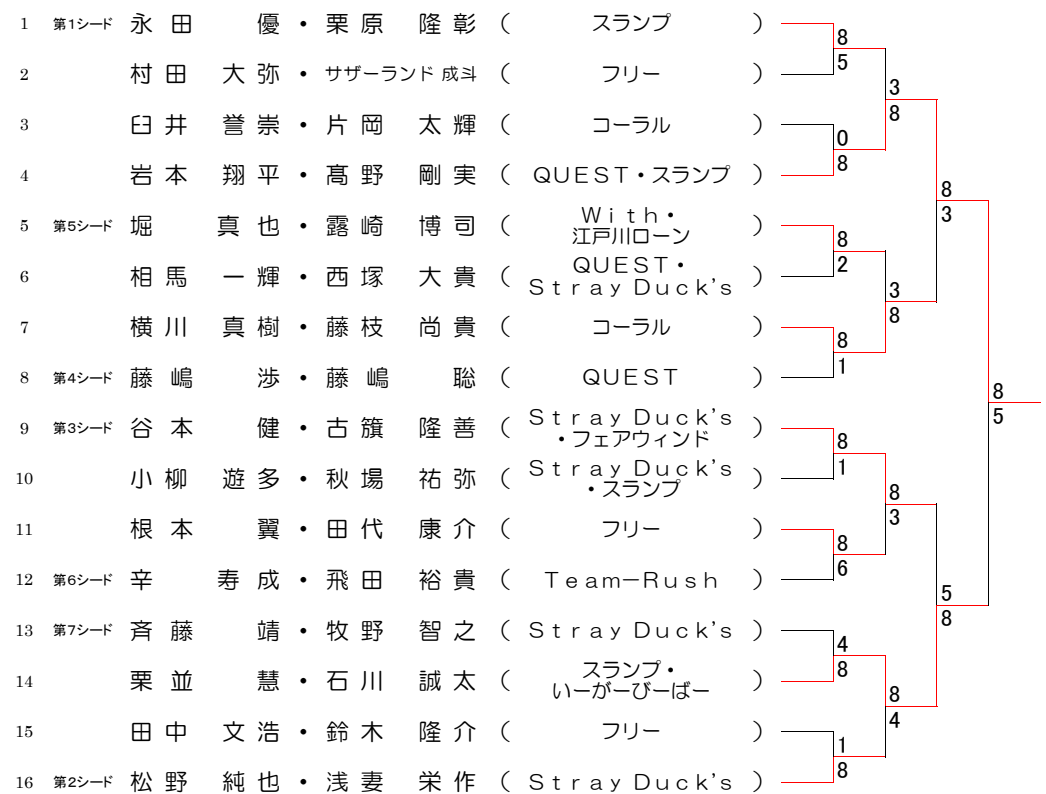 1 第1シード 永田 優・栗原 隆彰 ( スランプ )
8
5
2 村田 大弥・サザーランド 成斗 ( フリー )
3
8
3 臼井 誉崇・片岡 太輝 ( コーラル )
0
8
4 岩本 翔平・髙野 剛実 ( QUEST・スランプ )
8
3
5 第5シード 堀 真也・露崎 博司 ( With・
江戸川ローン )
8
2
6 相馬 一輝・西塚 大貴 ( QUEST・
Stray Duck's )
3
8
7 横川 真樹・藤枝 尚貴 ( コーラル )
8
1
8 第4シード 藤嶋 渉・藤嶋 聡 ( QUEST )
8
5
9 第3シード 谷本 健・古籏 隆善 ( Stray Duck's
・フェアウィンド )
8
1
10 小柳 遊多・秋場 祐弥 ( Stray Duck's
・スランプ )
8
3
11 根本 翼・田代 康介 ( フリー )
8
6
12 第6シード 辛 寿成・飛田 裕貴 ( Team－Rush )
5
8
13 第7シード 斉藤 靖・牧野 智之 ( Stray Duck's )
4
8
14 栗並 慧・石川 誠太 ( スランプ・
いーがーびーばー )
8
4
15 田中 文浩・鈴木 隆介 ( フリー )
1
8
16 第2シード 松野 純也・浅妻 栄作 ( Stray Duck's )